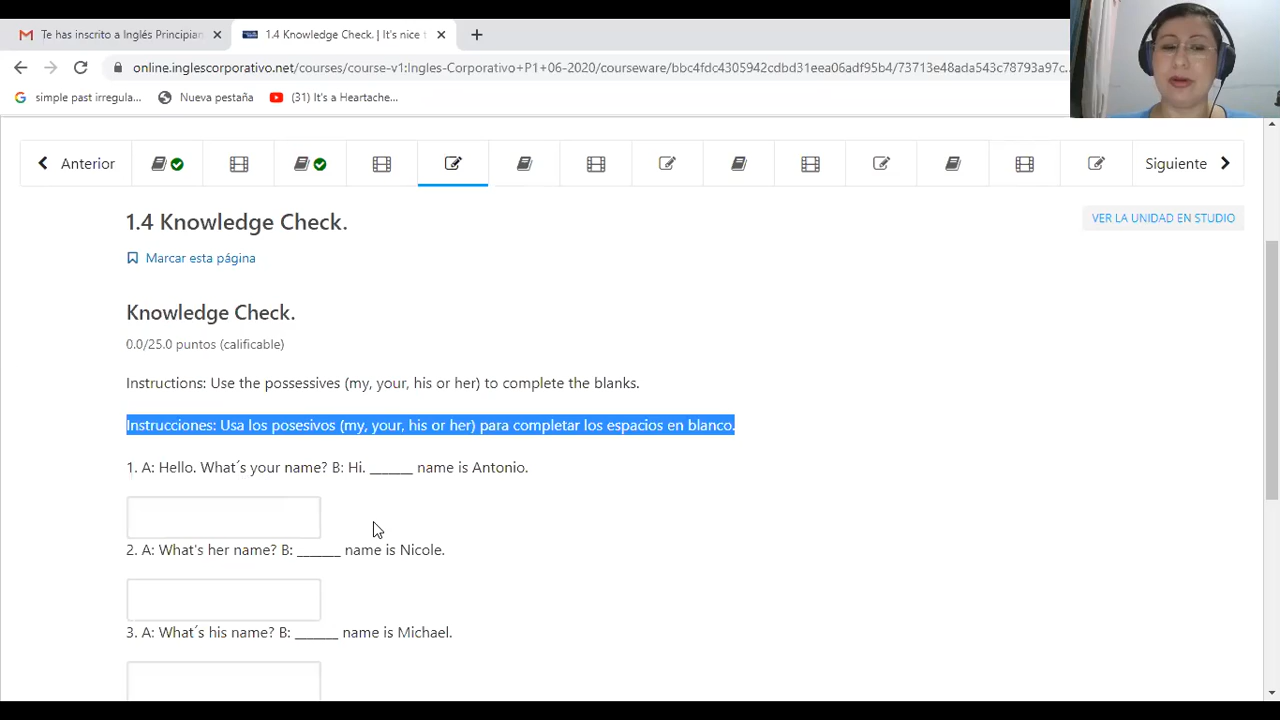 Te has inscrito a Inglés Principian
1.4 Knowledge Check. | It's nice t
online.inglescorporativo.net/courses/course-v1:Ingles-Corporativo+P1+06-2020/courseware/bbc4fdc4305942cdbd31eea06adf95b4/73713e48ada543c78793a97c...
simple past irregula...
Nueva pestaña
(31) It's a Heartache...
Anterior
Siguiente
1.4 Knowledge Check.
VER LA UNIDAD EN STUDIO
Marcar esta página
Knowledge Check.
0.0/25.0 puntos (calificable)
Instructions: Use the possessives (my, your, his or her) to complete the blanks.
Instrucciones: Usa los posesivos (my, your, his or her) para completar los espacios en blanco.
1. A: Hello. What´s your name? B: Hi. _______ name is Antonio.
2. A: What's her name? B: _______ name is Nicole.
3. A: What´s his name? B: _______ name is Michael.